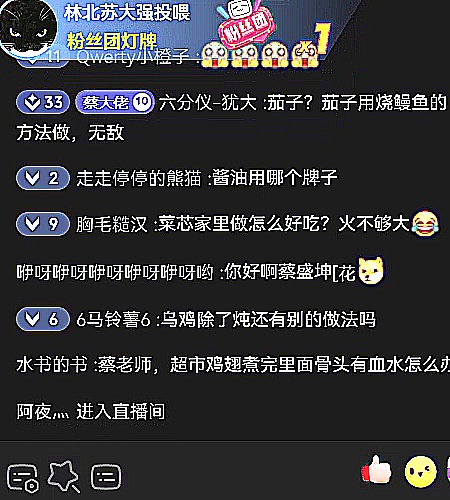 林北苏大强投喂
粉丝团灯牌
粉丝团
x1
11 Qwerty小橙子 :
33 蔡大佬 10 六分仪-犹大 :茄子？茄子用烧鳗鱼的
方法做，无敌
2 走走停停的熊猫 :酱油用哪个牌子
9 胸毛糙汉 :菜芯家里做怎么好吃？火不够大
咿呀咿呀咿呀咿呀咿呀哟 :你好啊蔡盛坤[花
6 6马铃薯6 :乌鸡除了炖还有别的做法吗
水书的书 :蔡老师，超市鸡翅煮完里面骨头有血水怎么办
阿夜灬 进入直播间